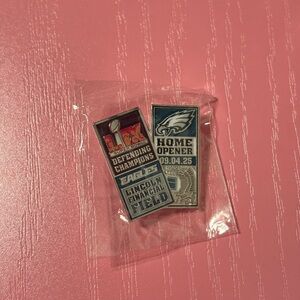 LIX
DEFENDING
CHAMPIONS
EAGLES
LINCOLN
FINANCIAL
FIELD
HOME
OPENER
09.04.25